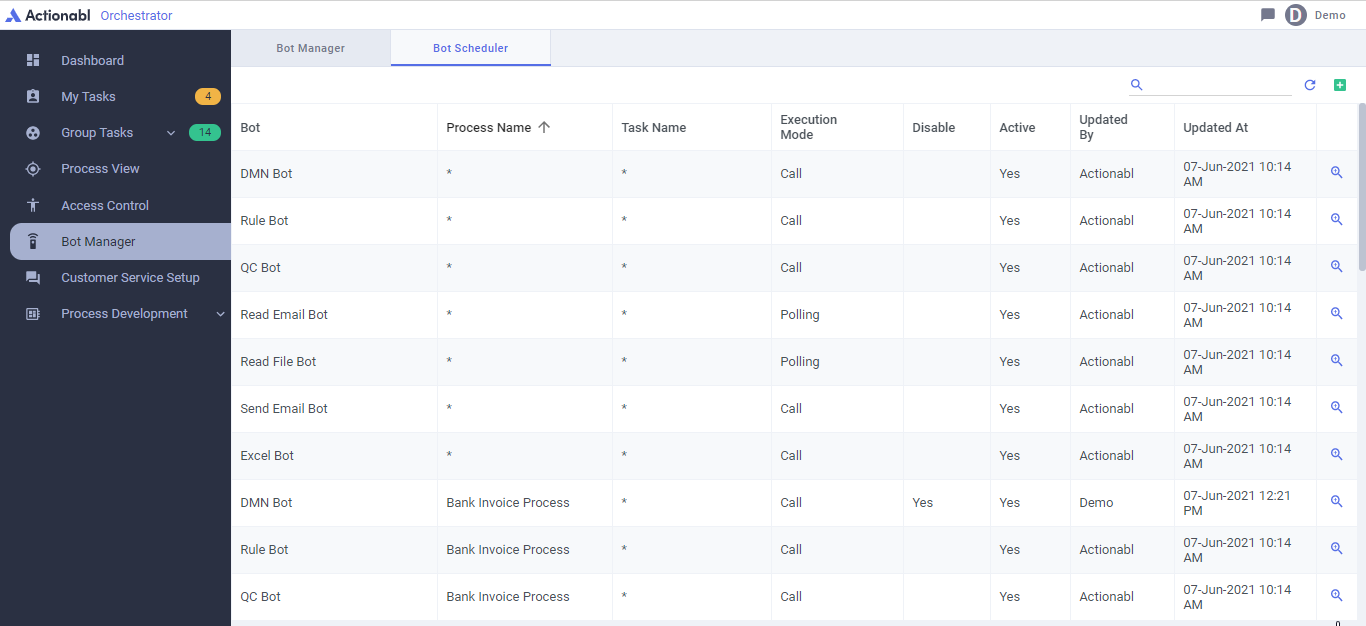 Actionabl Orchestrator
D Demo
Dashboard
My Tasks 4
Group Tasks 14
Process View
Access Control
Bot Manager
Customer Service Setup
Process Development
Bot Manager Bot Scheduler
Bot Process Name Task Name Execution Mode Disable Active Updated By Updated At
DMN Bot * * Call Yes Actionabl 07-Jun-2021 10:14 AM
Rule Bot * * Call Yes Actionabl 07-Jun-2021 10:14 AM
QC Bot * * Call Yes Actionabl 07-Jun-2021 10:14 AM
Read Email Bot * * Polling Yes Actionabl 07-Jun-2021 10:14 AM
Read File Bot * * Polling Yes Actionabl 07-Jun-2021 10:14 AM
Send Email Bot * * Call Yes Actionabl 07-Jun-2021 10:14 AM
Excel Bot * * Call Yes Actionabl 07-Jun-2021 10:14 AM
DMN Bot Bank Invoice Process * Call Yes Yes Demo 07-Jun-2021 12:21 PM
Rule Bot Bank Invoice Process * Call Yes Actionabl 07-Jun-2021 10:14 AM
QC Bot Bank Invoice Process * Call Yes Actionabl 07-Jun-2021 10:14 AM